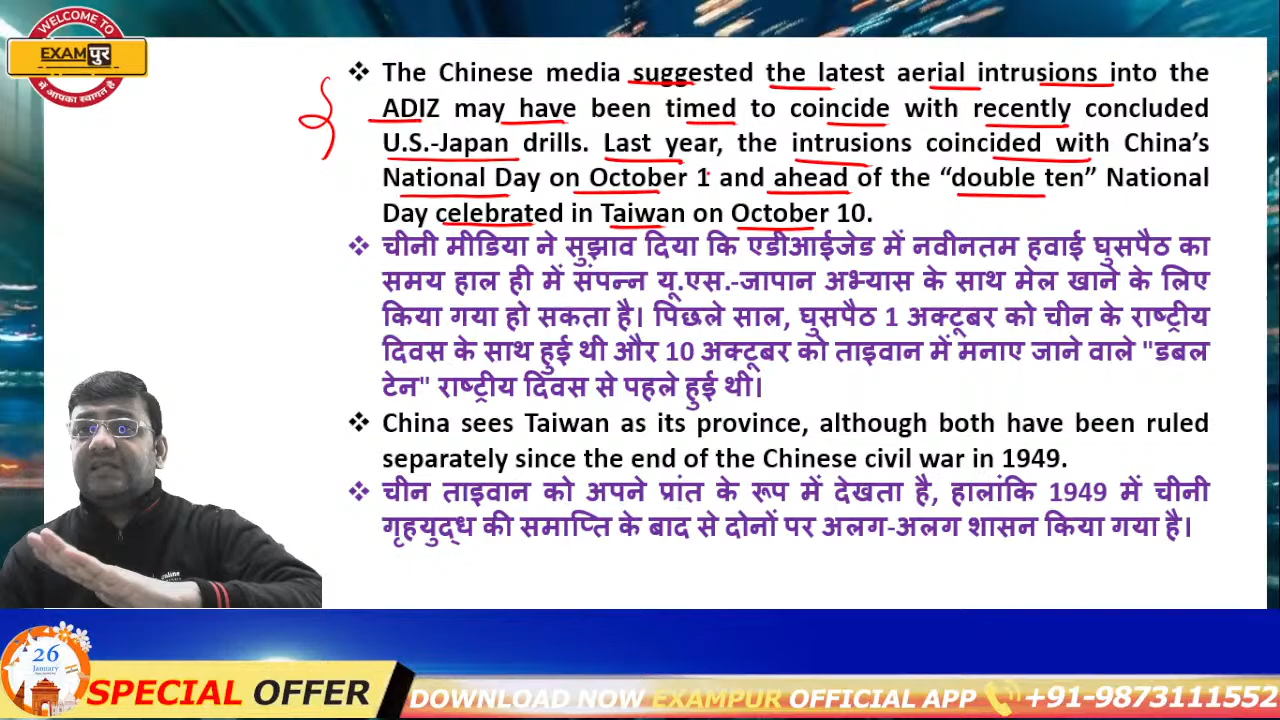 WELCOME TO
EXAMपुर
में आपका स्वागत है
❖ The Chinese media suggested the latest aerial intrusions into the
ADIZ may have been timed to coincide with recently concluded
U.S.-Japan drills. Last year, the intrusions coincided with China’s
National Day on October 1 and ahead of the “double ten” National
Day celebrated in Taiwan on October 10.
❖ चीनी मीडिया ने सुझाव दिया कि एडीआईजेड में नवीनतम हवाई घुसपैठ का
समय हाल ही में संपन्न यू.एस.-जापान अभ्यास के साथ मेल खाने के लिए
किया गया हो सकता है। पिछले साल, घुसपैठ 1 अक्टूबर को चीन के राष्ट्रीय
दिवस के साथ हुई थी और 10 अक्टूबर को ताइवान में मनाए जाने वाले "डबल
टेन" राष्ट्रीय दिवस से पहले हुई थी।
❖ China sees Taiwan as its province, although both have been ruled
separately since the end of the Chinese civil war in 1949.
❖ चीन ताइवान को अपने प्रांत के रूप में देखता है, हालांकि 1949 में चीनी
गृहयुद्ध की समाप्ति के बाद से दोनों पर अलग-अलग शासन किया गया है।
26
January
SPECIAL OFFER
DOWNLOAD NOW EXAMPUR OFFICIAL APP +91-9873111552